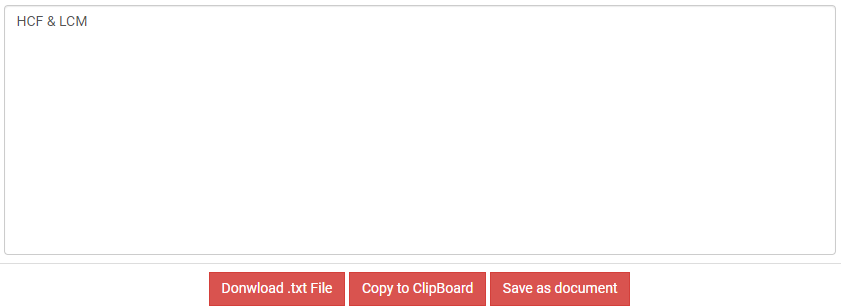 HCF & LCM
Donwload .txt File Copy to ClipBoard Save as document